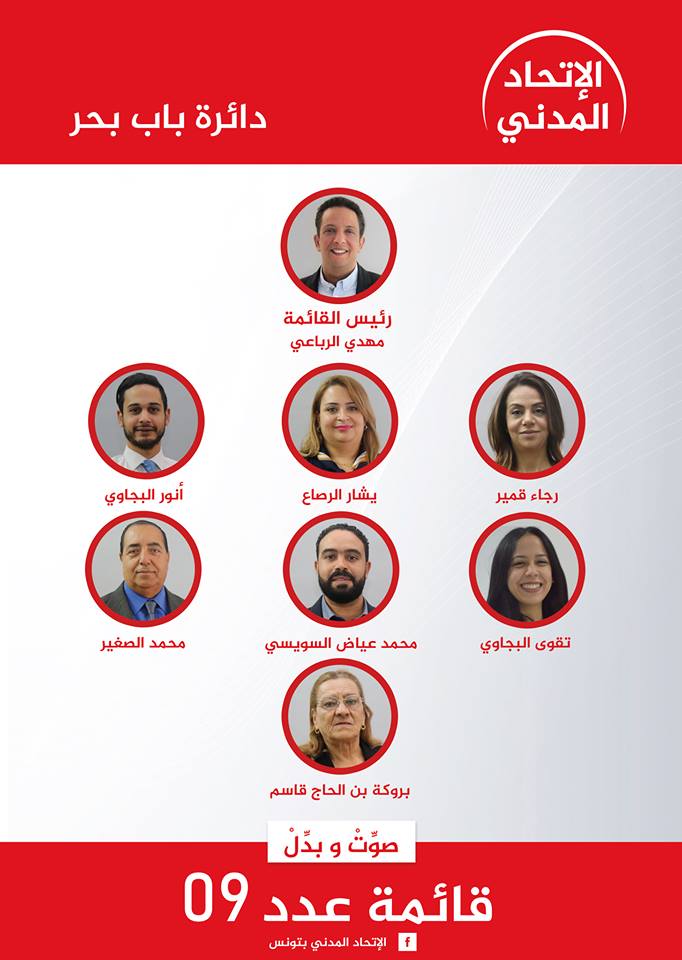 الإتحاد
المدني
دائرة باب بحر
رئيس القائمة
مهدي الرباعي
رجاء قمير
يشار الرصاع
أنور البجاوي
تقوى البجاوي
محمد عياض السويسي
محمد الصغير
بروكة بن الحاج قاسم
صوِّتْ و بدِّلْ
قائمة عدد 09
f الإتحاد المدني بتونس